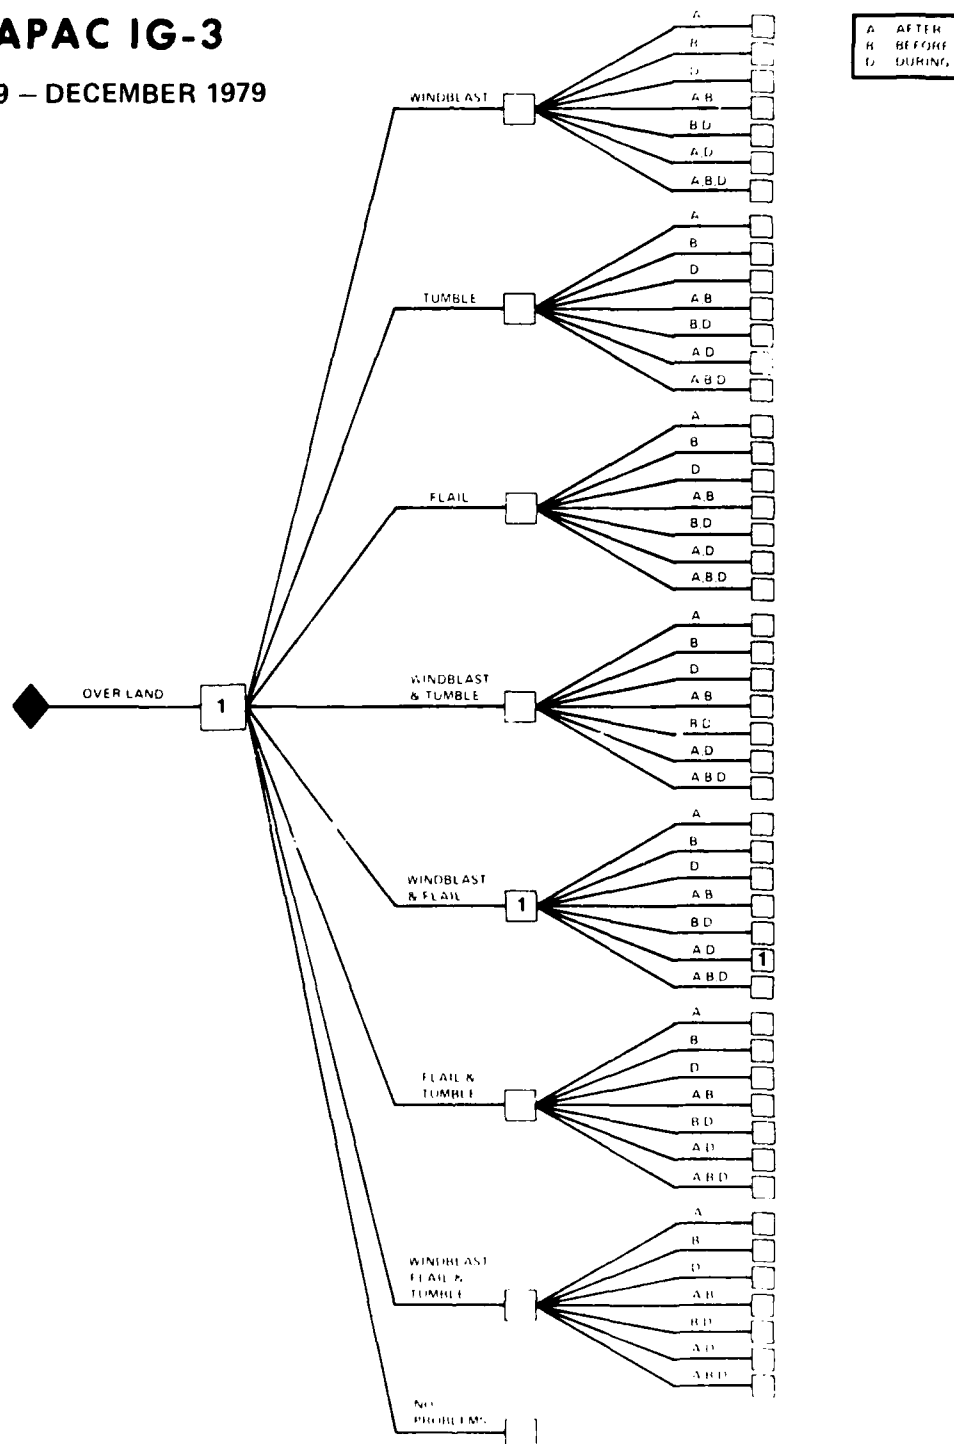 APAC IG-3
9 – DECEMBER 1979
A AFTER
B BEFORE
D DURING
WINDBLAST
A
B
D
A,B
B,D
A,D
A,B,D
TUMBLE
A
B
D
A,B
B,D
A,D
A,B,D
FLAIL
A
B
D
A,B
B,D
A,D
A,B,D
OVER LAND
1
WINDBLAST
& TUMBLE
A
B
D
A,B
B,D
A,D
A,B,D
WINDBLAST
& FLAIL
1
A
B
D
A,B
B,D
A,D
1
A,B,D
FLAIL &
TUMBLE
A
B
D
A,B
B,D
A,D
A,B,D
WINDBLAST
FLAIL &
TUMBLE
A
B
D
A,B
B,D
A,D
A,B,D
NO
PROBLEMS